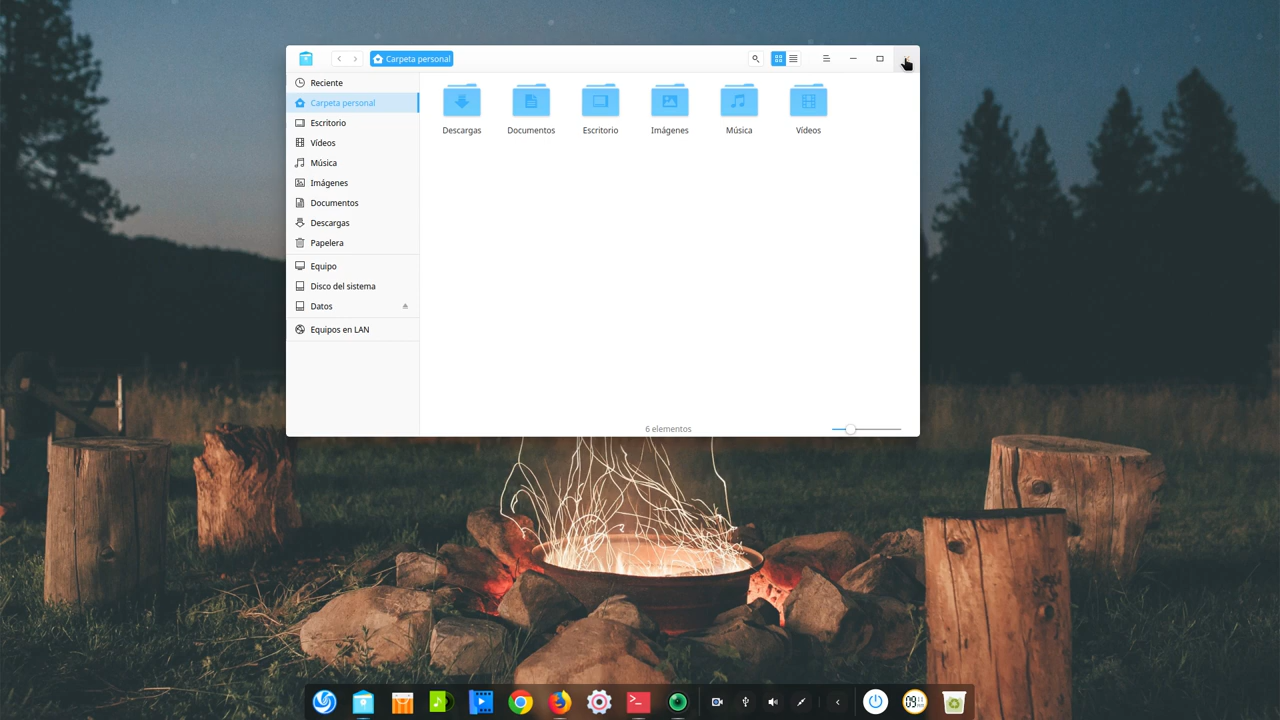 Carpeta personal
Reciente
Carpeta personal
Escritorio
Vídeos
Música
Imágenes
Documentos
Descargas
Papelera
Equipo
Disco del sistema
Datos
Equipos en LAN
Descargas
Documentos
Escritorio
Imágenes
Música
Vídeos
6 elementos